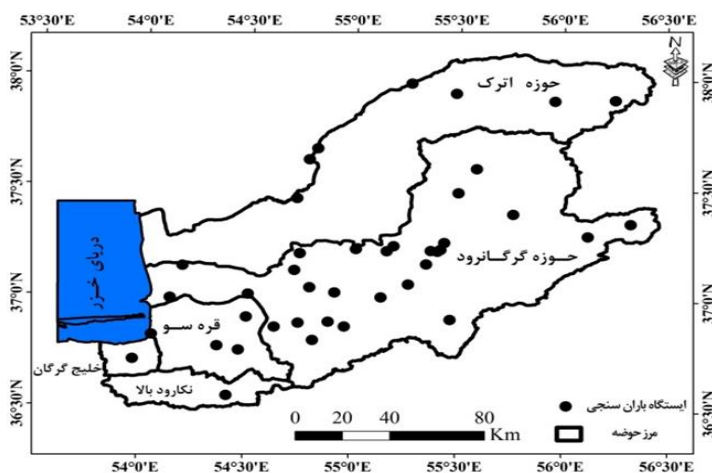 53°30'E 54°0'E 54°30'E 55°0'E 55°30'E 56°0'E 56°30'E
N
38°0'N
38°0'N
حوزه اترک
37°30'N
37°30'N
دریای خزر
حوزه گرگانرود
37°0'N
37°0'N
قره سو
خلیج گرگان
نکارود بالا
36°30'N
36°30'N
ایستگاه باران سنجی
مرز حوضه
0 20 40 80
Km
54°0'E 54°30'E 55°0'E 55°30'E 56°0'E